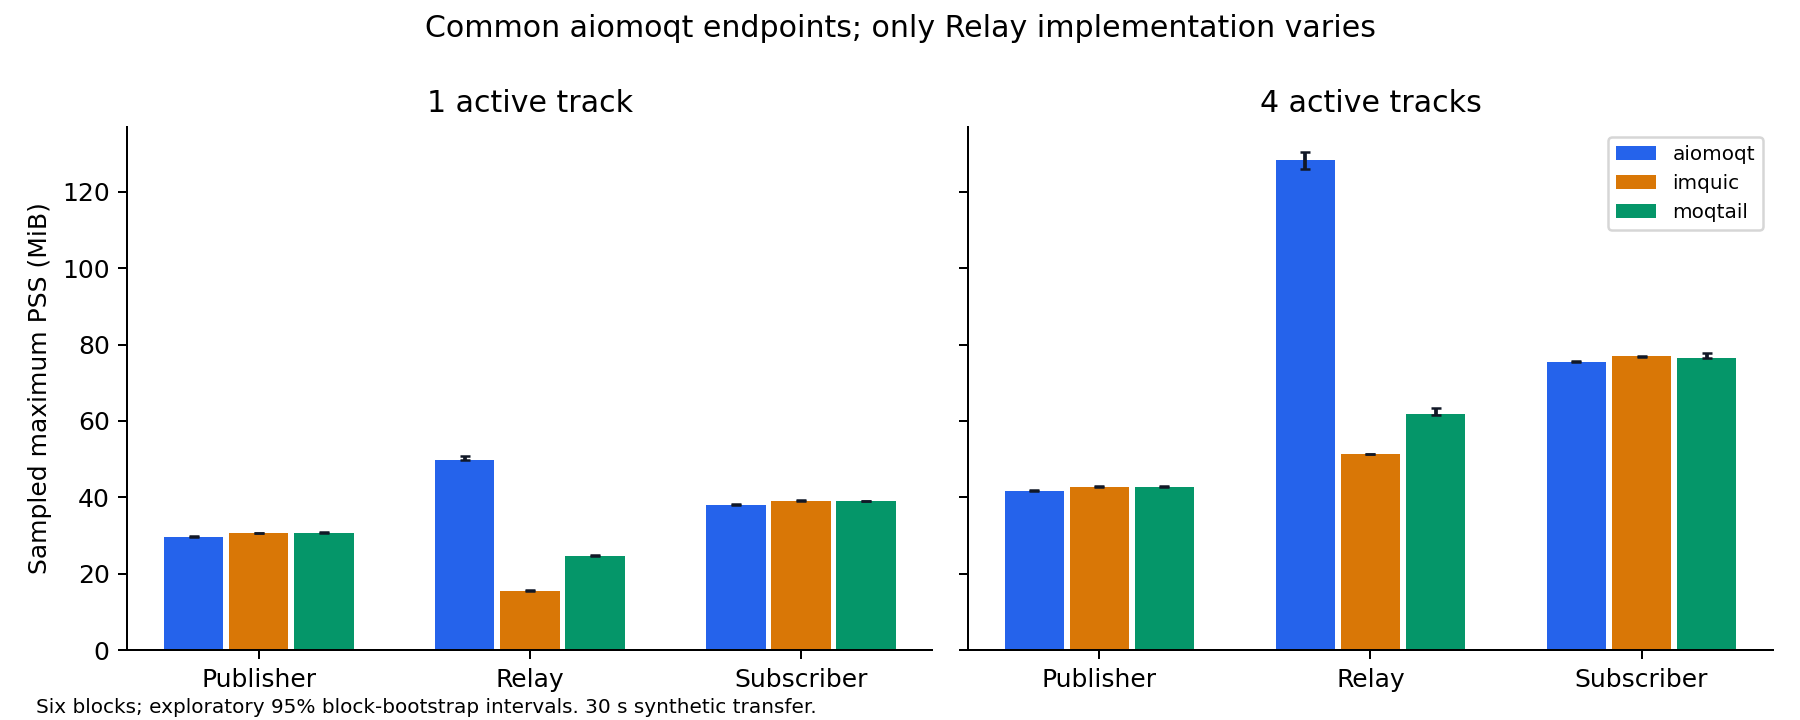 Common aiomoqt endpoints; only Relay implementation varies
1 active track
4 active tracks
Sampled maximum PSS (MiB)
120
100
80
60
40
20
0
aiomoqt
imquic
moqtail
Publisher Relay Subscriber
Publisher Relay Subscriber
Six blocks; exploratory 95% block-bootstrap intervals. 30 s synthetic transfer.